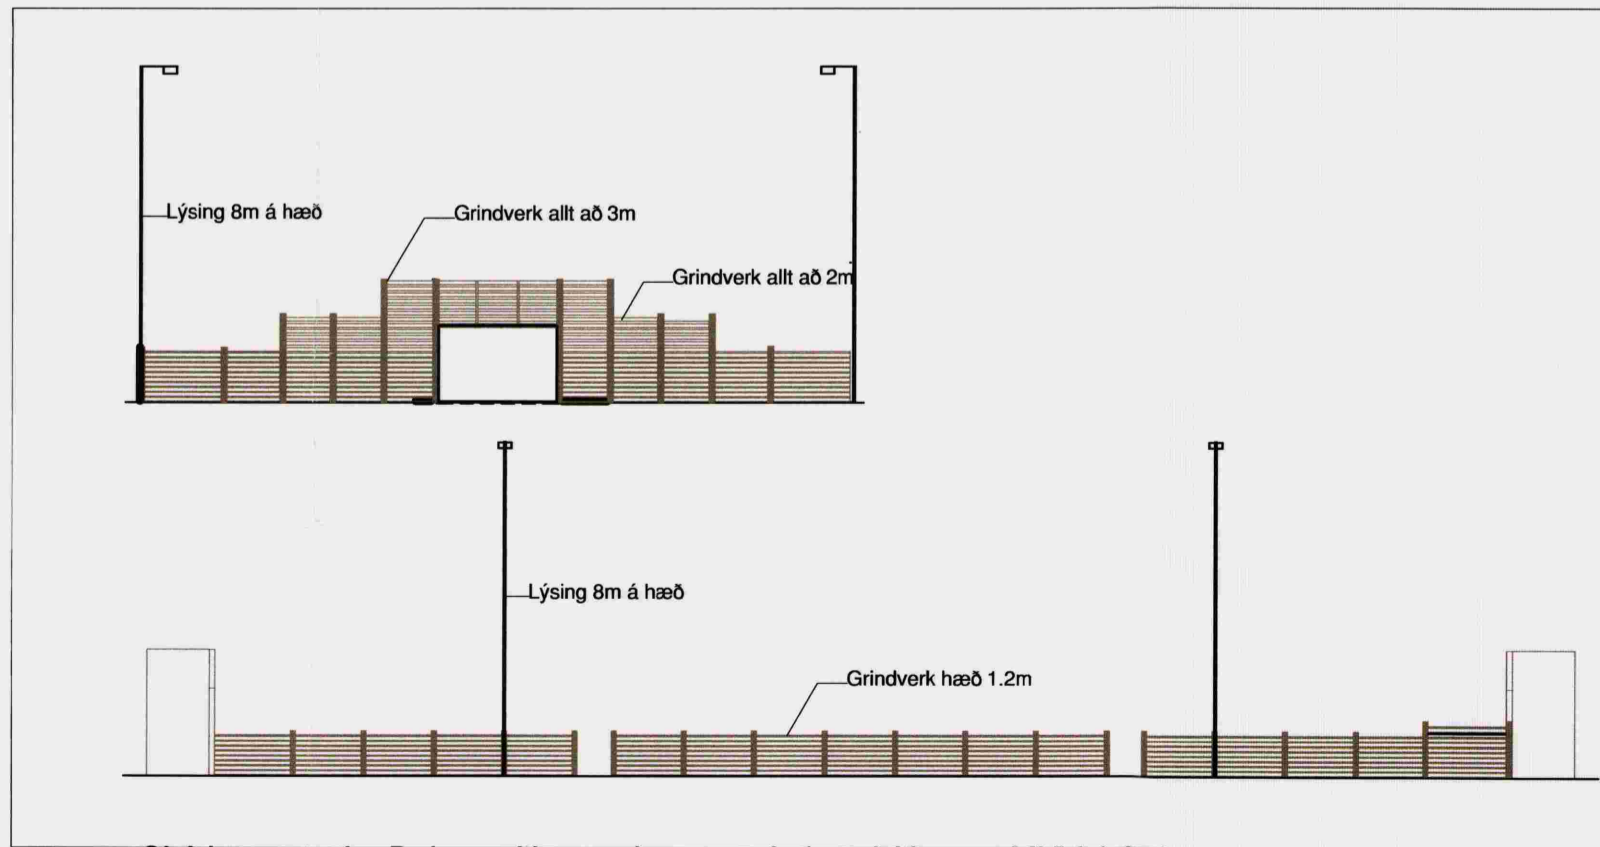 Lýsing 8m á hæð
Grindverk allt að 3m
Grindverk allt að 2m
Lýsing 8m á hæð
Grindverk hæð 1.2m